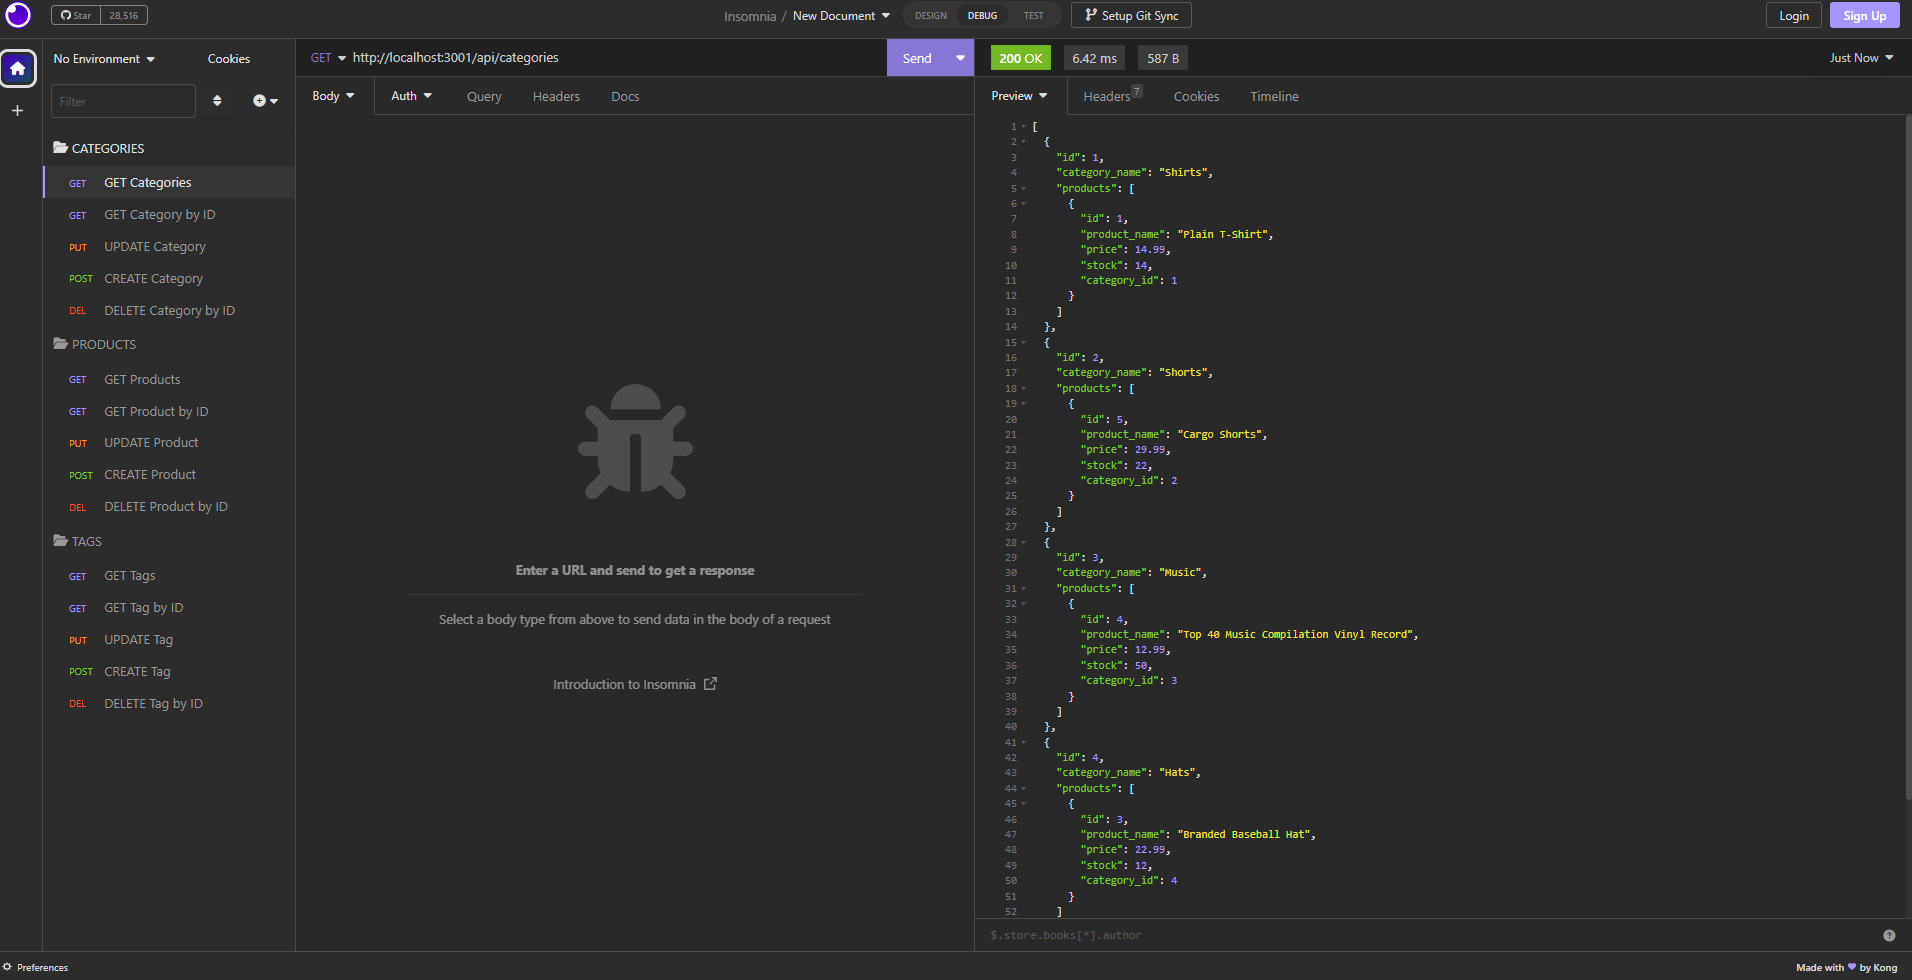 Star 28,516
Insomnia / New Document
DESIGN DEBUG TEST
Setup Git Sync
Login Sign Up
No Environment Cookies
Filter
CATEGORIES
GET GET Categories
GET GET Category by ID
PUT UPDATE Category
POST CREATE Category
DEL DELETE Category by ID
PRODUCTS
GET GET Products
GET GET Product by ID
PUT UPDATE Product
POST CREATE Product
DEL DELETE Product by ID
TAGS
GET GET Tags
GET GET Tag by ID
PUT UPDATE Tag
POST CREATE Tag
DEL DELETE Tag by ID
GET http://localhost:3001/api/categories Send
Body Auth Query Headers Docs
Enter a URL and send to get a response
Select a body type from above to send data in the body of a request
Introduction to Insomnia
200 OK 6.42 ms 587 B Just Now
Preview Headers 7 Cookies Timeline
1 [
2 {
3 "id": 1,
4 "category_name": "Shirts",
5 "products": [
6 {
7 "id": 1,
8 "product_name": "Plain T-Shirt",
9 "price": 14.99,
10 "stock": 14,
11 "category_id": 1
12 }
13 ]
14 },
15 {
16 "id": 2,
17 "category_name": "Shorts",
18 "products": [
19 {
20 "id": 5,
21 "product_name": "Cargo Shorts",
22 "price": 29.99,
23 "stock": 22,
24 "category_id": 2
25 }
26 ]
27 },
28 {
29 "id": 3,
30 "category_name": "Music",
31 "products": [
32 {
33 "id": 4,
34 "product_name": "Top 40 Music Compilation Vinyl Record",
35 "price": 12.99,
36 "stock": 50,
37 "category_id": 3
38 }
39 ]
40 },
41 {
42 "id": 4,
43 "category_name": "Hats",
44 "products": [
45 {
46 "id": 3,
47 "product_name": "Branded Baseball Hat",
48 "price": 22.99,
49 "stock": 12,
50 "category_id": 4
51 }
52 ]
$.store.books[*].author
Preferences
Made with ♥ by Kong